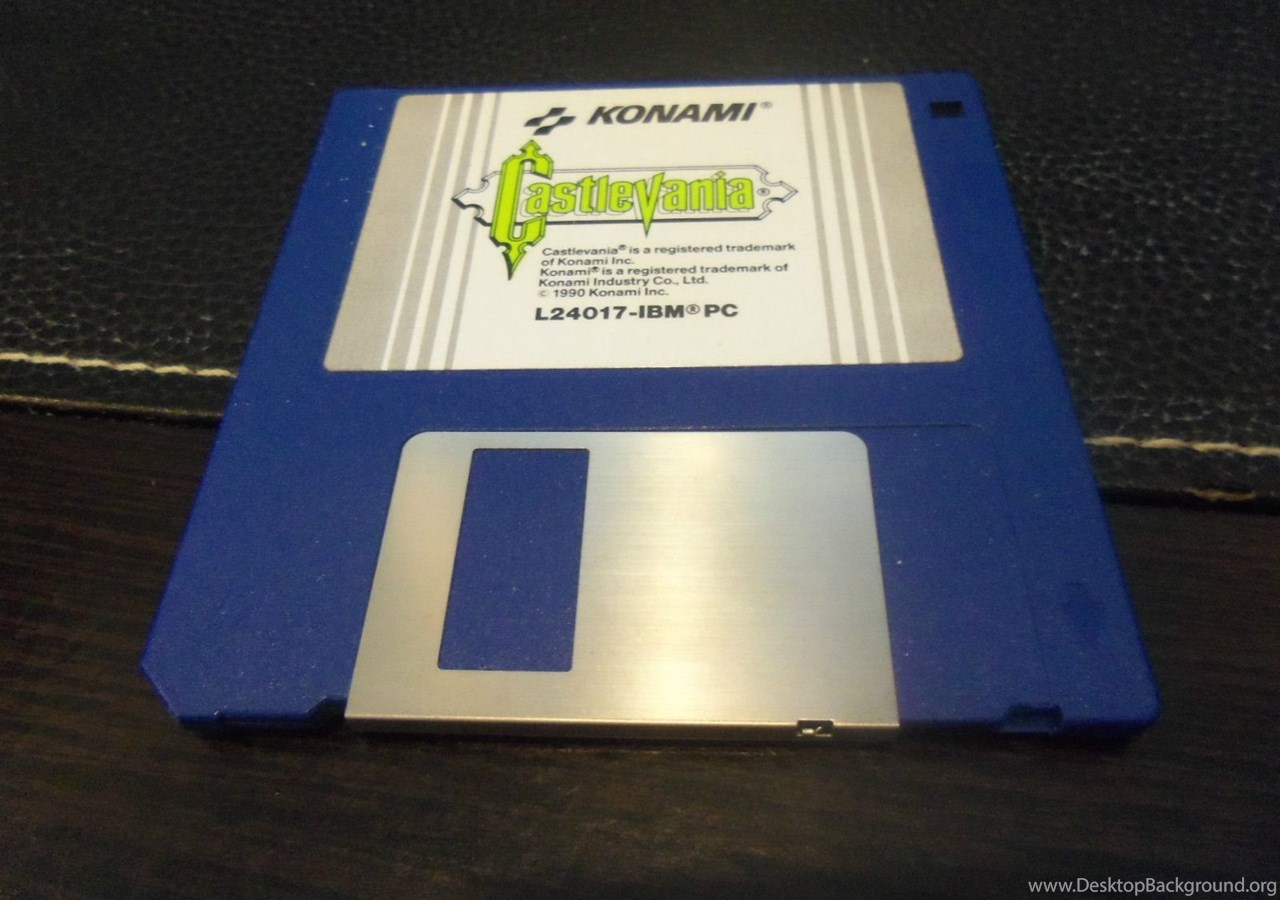 KONAMI®
Castlevania®
Castlevania® is a registered trademark
of Konami Inc.
Konami® is a registered trademark of
Konami Industry Co., Ltd.
© 1990 Konami Inc.
L24017-IBM® PC
www.DesktopBackground.org